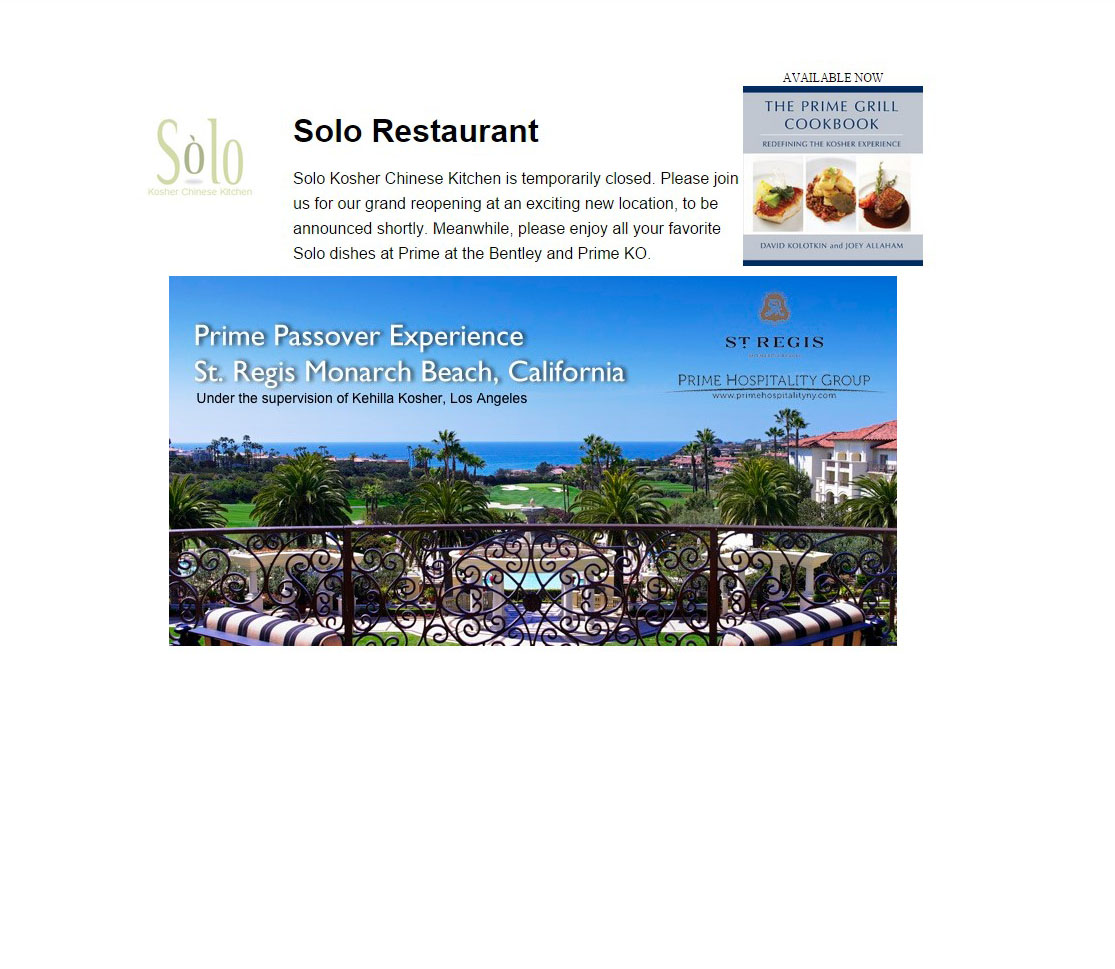 AVAILABLE NOW
THE PRIME GRILL
COOKBOOK
REDEFINING THE KOSHER EXPERIENCE
DAVID KOLOTKIN and JOEY ALLAHAM
Sòlo
Kosher Chinese Kitchen
Solo Restaurant
Solo Kosher Chinese Kitchen is temporarily closed. Please join
us for our grand reopening at an exciting new location, to be
announced shortly. Meanwhile, please enjoy all your favorite
Solo dishes at Prime at the Bentley and Prime KO.
Prime Passover Experience
St. Regis Monarch Beach, California
Under the supervision of Kehilla Kosher, Los Angeles
ST REGIS
PRIME HOSPITALITY GROUP
www.primehospitalityny.com